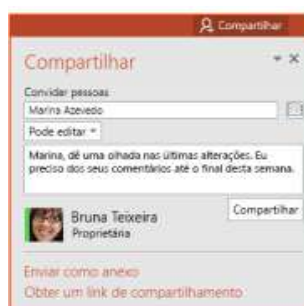 Compartilhar
Compartilhar
Convidar pessoas
Marina Azevedo
Pode editar
Marina, dê uma olhada nas últimas alterações. Eu
preciso dos seus comentários até o final desta semana.
Compartilhar
Bruna Teixeira
Proprietária
Enviar como anexo
Obter um link de compartilhamento